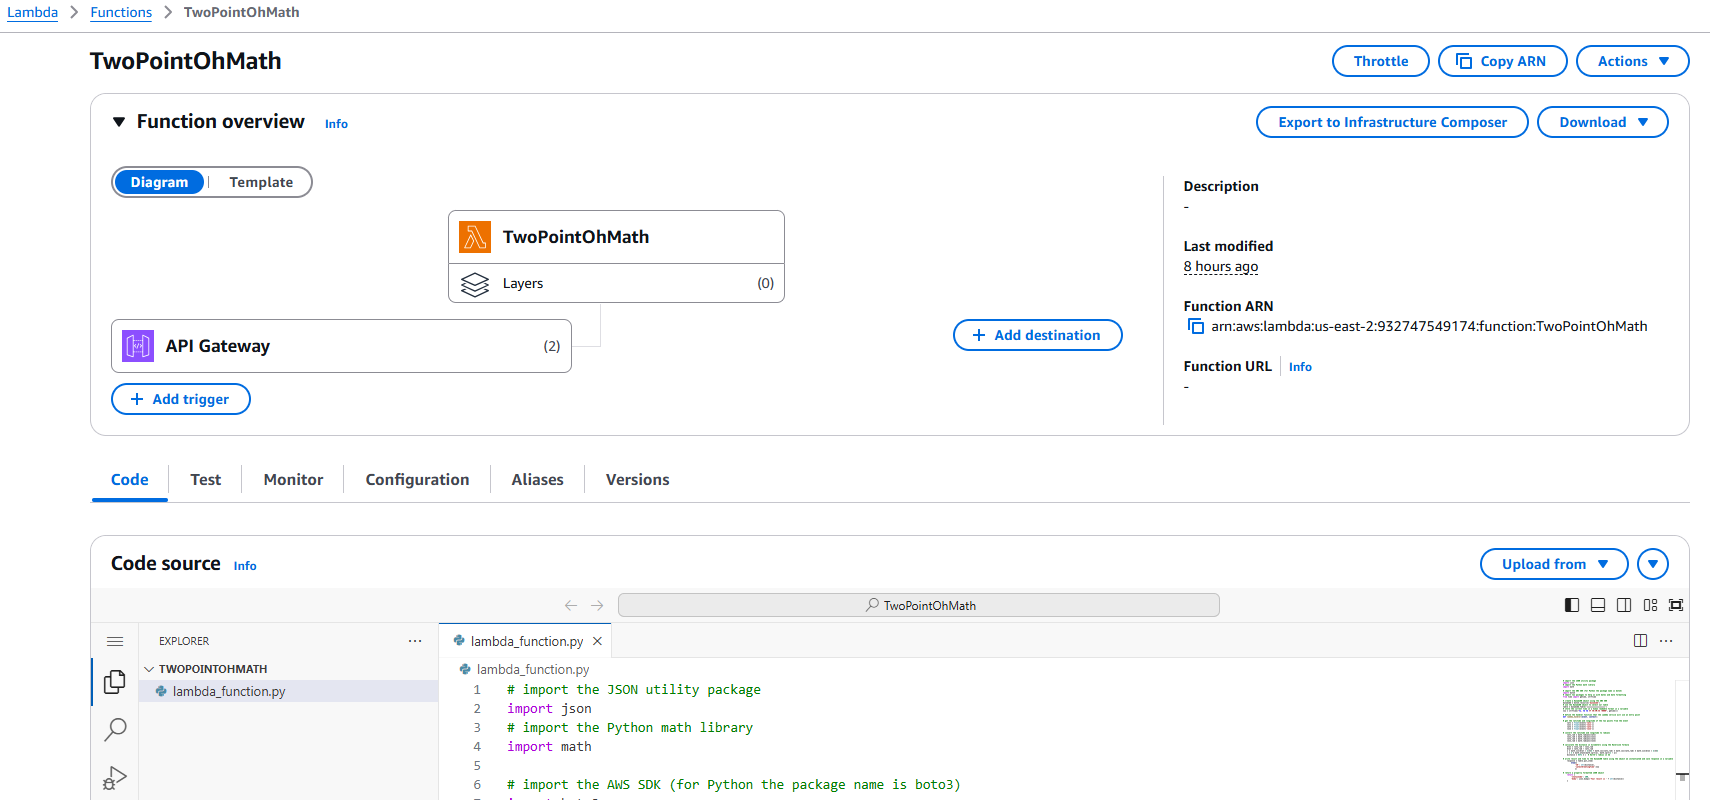 Lambda > Functions > TwoPointOhMath
TwoPointOhMath
Throttle
Copy ARN
Actions
Function overview Info
Export to Infrastructure Composer
Download
Diagram | Template
TwoPointOhMath
Layers (0)
API Gateway (2)
+ Add trigger
+ Add destination
Description
-
Last modified
8 hours ago
Function ARN
arn:aws:lambda:us-east-2:932747549174:function:TwoPointOhMath
Function URL | Info
-
Code
Test
Monitor
Configuration
Aliases
Versions
Code source Info
Upload from
TwoPointOhMath
EXPLORER ...
TWOPOINTOHMATH
lambda_function.py
lambda_function.py ×
lambda_function.py
1 # import the JSON utility package
2 import json
3 # import the Python math library
4 import math
5
6 # import the AWS SDK (for Python the package name is boto3)